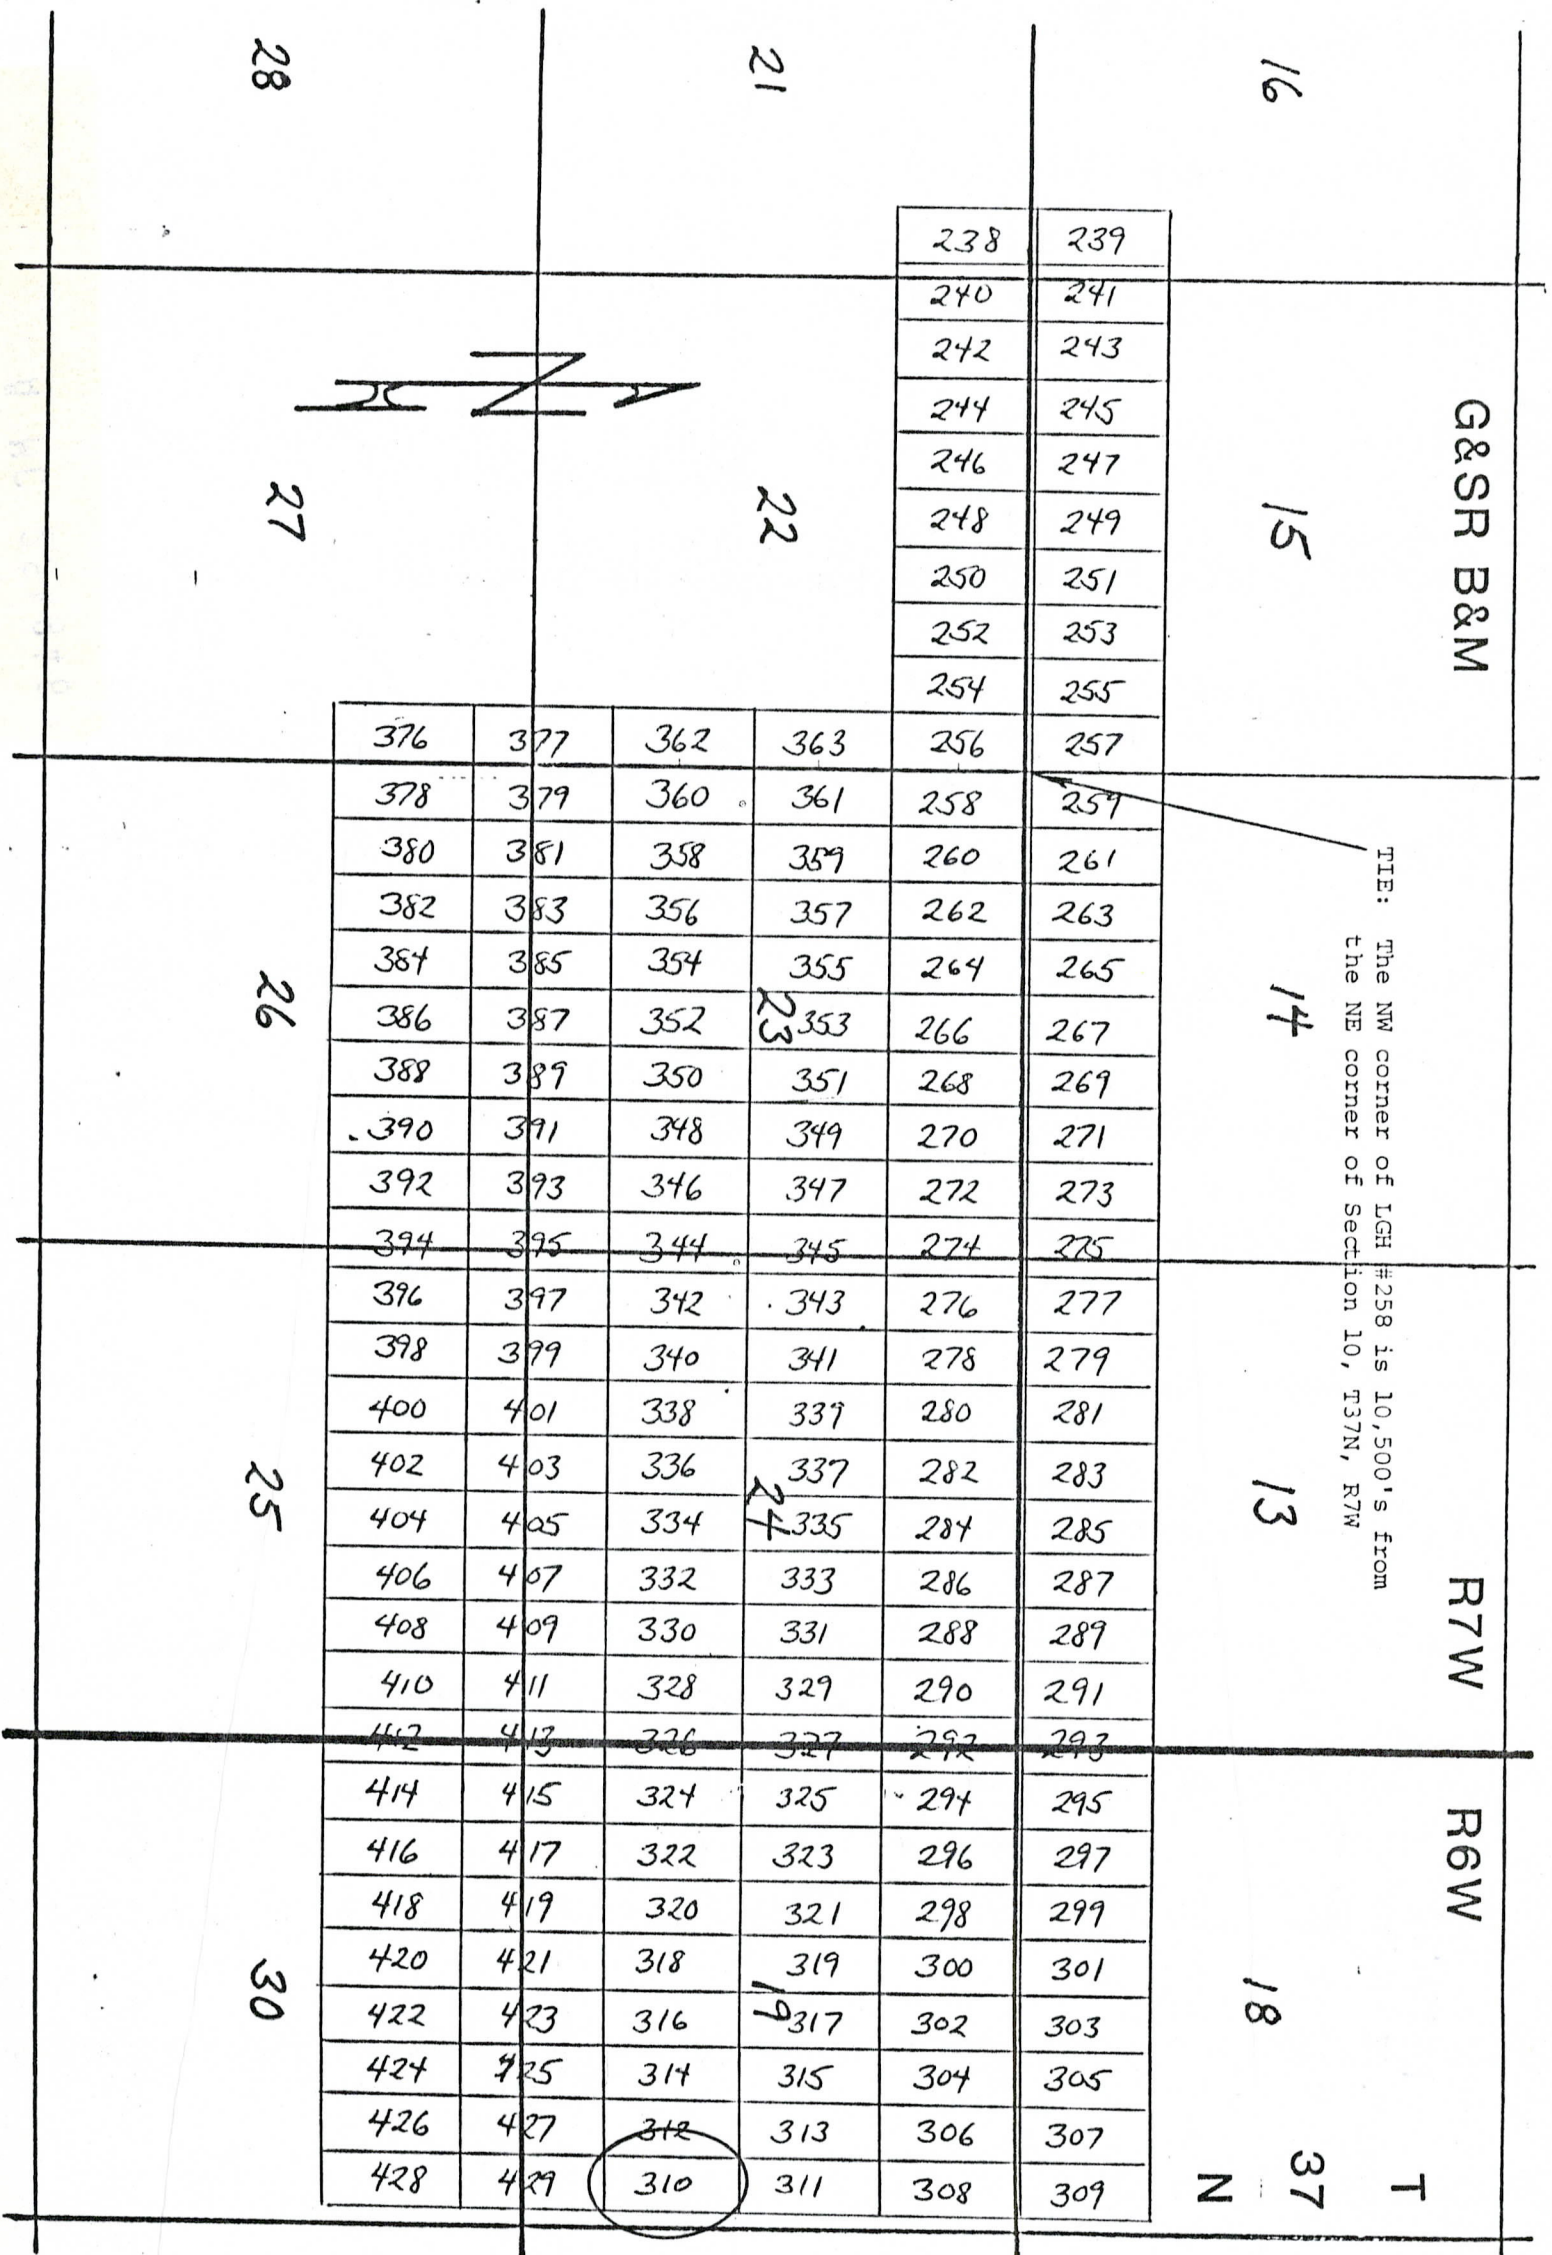 G&SR B&M
R7W
R6W
T
37
N
TIE: The NW corner of LGH #258 is 10,500's from
the NE corner of Section 10, T37N, R7W
16
15
14
13
18
21
22
23
24
19
28
27
26
25
30
N
238 239
240 241
242 243
244 245
246 247
248 249
250 251
252 253
254 255
376 377 362 363 256 257
378 379 360 361 258 259
380 381 358 359 260 261
382 383 356 357 262 263
384 385 354 355 264 265
386 387 352 353 266 267
388 389 350 351 268 269
390 391 348 349 270 271
392 393 346 347 272 273
394 395 344 345 274 275
396 397 342 343 276 277
398 399 340 341 278 279
400 401 338 339 280 281
402 403 336 337 282 283
404 405 334 335 284 285
406 407 332 333 286 287
408 409 330 331 288 289
410 411 328 329 290 291
412 413 326 327 292 293
414 415 324 325 294 295
416 417 322 323 296 297
418 419 320 321 298 299
420 421 318 319 300 301
422 423 316 317 302 303
424 425 314 315 304 305
426 427 312 313 306 307
428 429 310 311 308 309